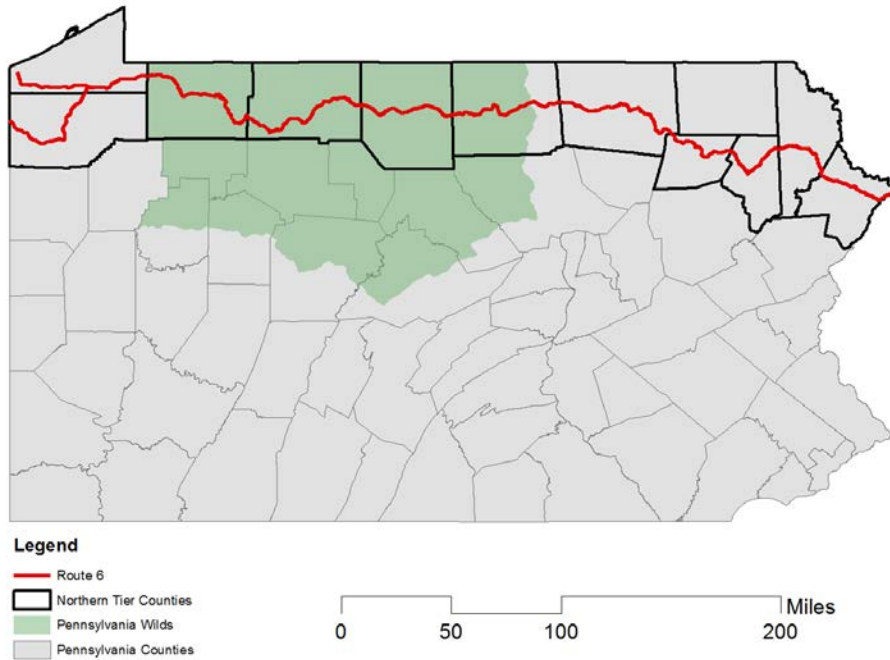 Legend
Route 6
Northern Tier Counties
Pennsylvania Wilds
Pennsylvania Counties
Miles
0 50 100 200